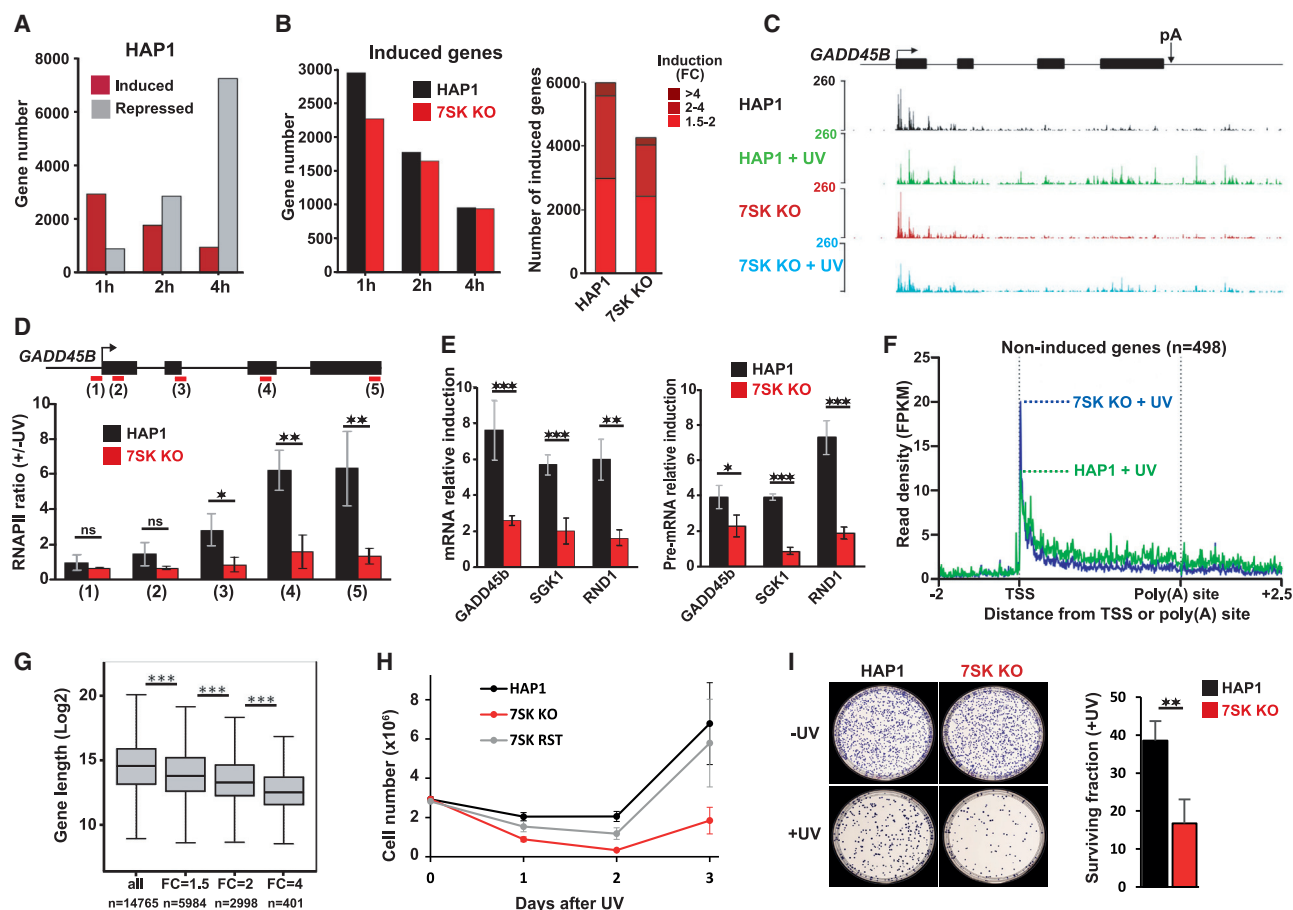 A
HAP1
Induced
Repressed
Gene number
8000
6000
4000
2000
0
1h
2h
4h
B
Induced genes
HAP1
7SK KO
Gene number
3000
2500
2000
1500
1000
500
0
1h
2h
4h
Induction
(FC)
>4
2-4
1.5-2
Number of induced genes
6000
4000
2000
6000
0
HAP1
7SK KO
C
GADD45B
pA
260
HAP1
260
HAP1 + UV
260
7SK KO
260
7SK KO + UV
D
GADD45B
(1)
(2)
(3)
(4)
(5)
RNAPII ratio (+/-UV)
10
8
6
4
2
0
HAP1
7SK KO
ns
ns
*
**
**
(1)
(2)
(3)
(4)
(5)
E
HAP1
7SK KO
mRNA relative induction
10
8
6
4
2
0
***
***
**
GADD45b
SGK1
RND1
HAP1
7SK KO
Pre-mRNA relative induction
10
8
6
4
2
0
*
***
***
GADD45b
SGK1
RND1
F
Non-induced genes (n=498)
Read density (FPKM)
25
20
15
10
5
0
7SK KO + UV
HAP1 + UV
-2
TSS
Poly(A) site
+2.5
Distance from TSS or poly(A) site
G
Gene length (Log2)
20
15
10
***
***
***
all
FC=1.5
FC=2
FC=4
n=14765
n=5984
n=2998
n=401
H
Cell number (x10⁶)
8
6
4
2
0
HAP1
7SK KO
7SK RST
0
1
2
3
Days after UV
I
HAP1
7SK KO
-UV
+UV
Surviving fraction (+UV)
50
40
30
20
10
0
**
HAP1
7SK KO